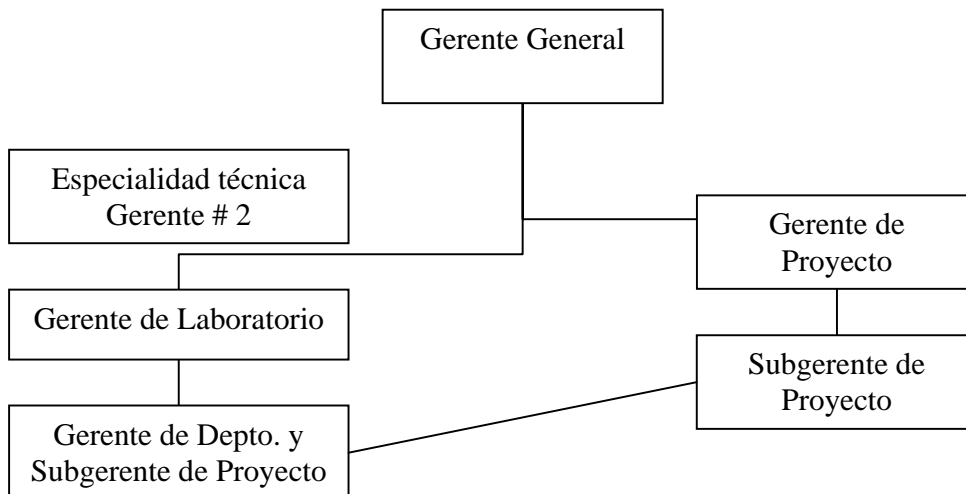 Gerente General
Especialidad técnica
Gerente # 2
Gerente de
Proyecto
Gerente de Laboratorio
Subgerente de
Proyecto
Gerente de Depto. y
Subgerente de Proyecto